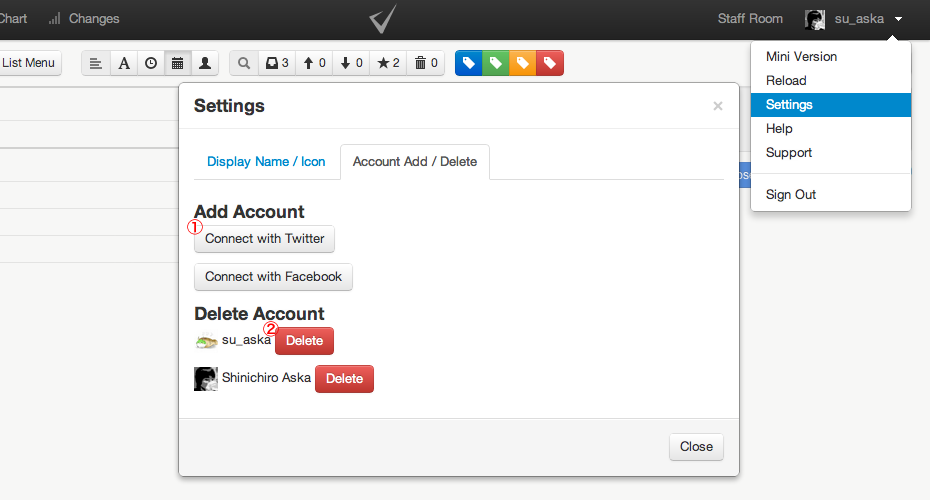 Chart Changes Staff Room su_aska
List Menu A 3 0 0 2 0
Mini Version
Reload
Settings
Help
Support
Sign Out
Settings ×
Display Name / Icon Account Add / Delete
Add Account
① Connect with Twitter
Connect with Facebook
Delete Account
su_aska ② Delete
Shinichiro Aska Delete
Close